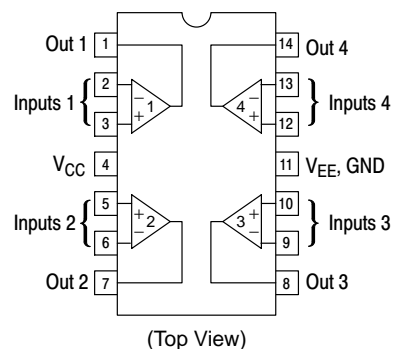 Out 1 1 14 Out 4
2 13
Inputs 1 { − 1 − 4 } Inputs 4
3 + + 12
VCC 4 11 VEE, GND
5 + + 10
Inputs 2 { 2 3 } Inputs 3
6 − − 9
Out 2 7 8 Out 3
(Top View)